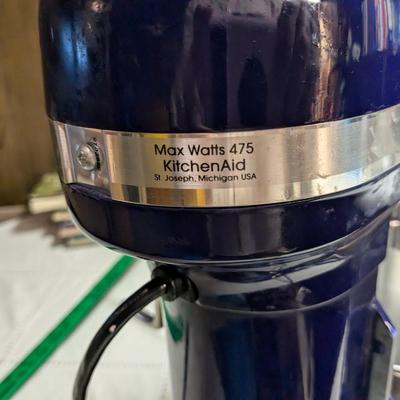 Max Watts 475
KitchenAid
St. Joseph, Michigan USA